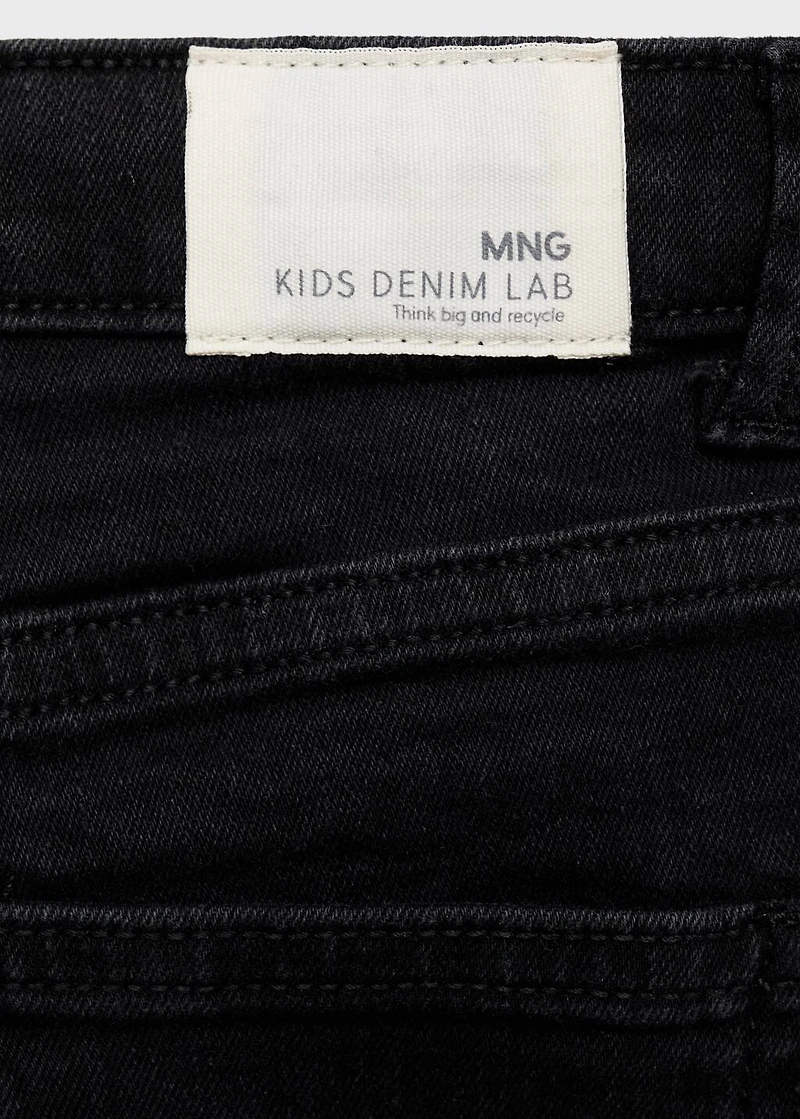 MNG
KIDS DENIM LAB
Think big and recycle